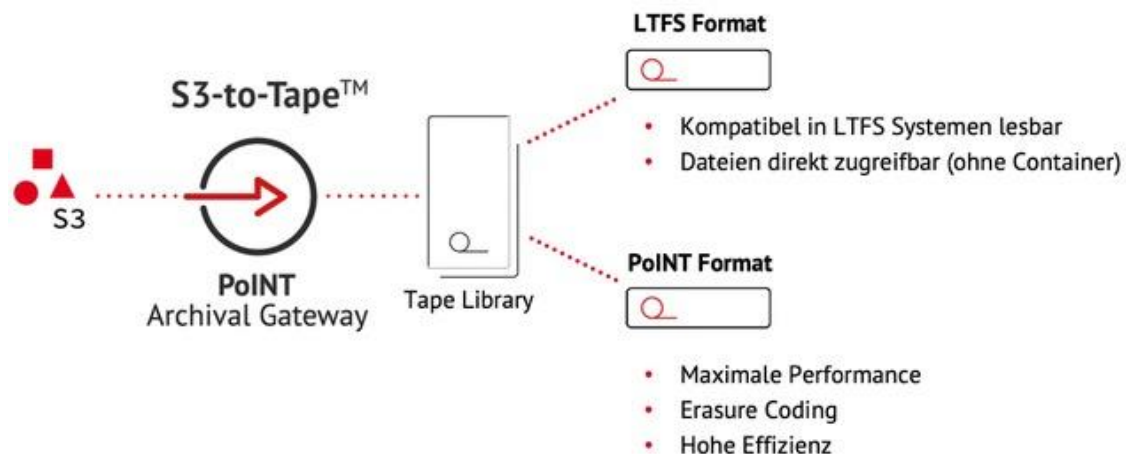 S3-to-Tape™
S3
PoINT
Archival Gateway
Tape Library
LTFS Format
• Kompatibel in LTFS Systemen lesbar
• Dateien direkt zugreifbar (ohne Container)
PoINT Format
• Maximale Performance
• Erasure Coding
• Hohe Effizienz